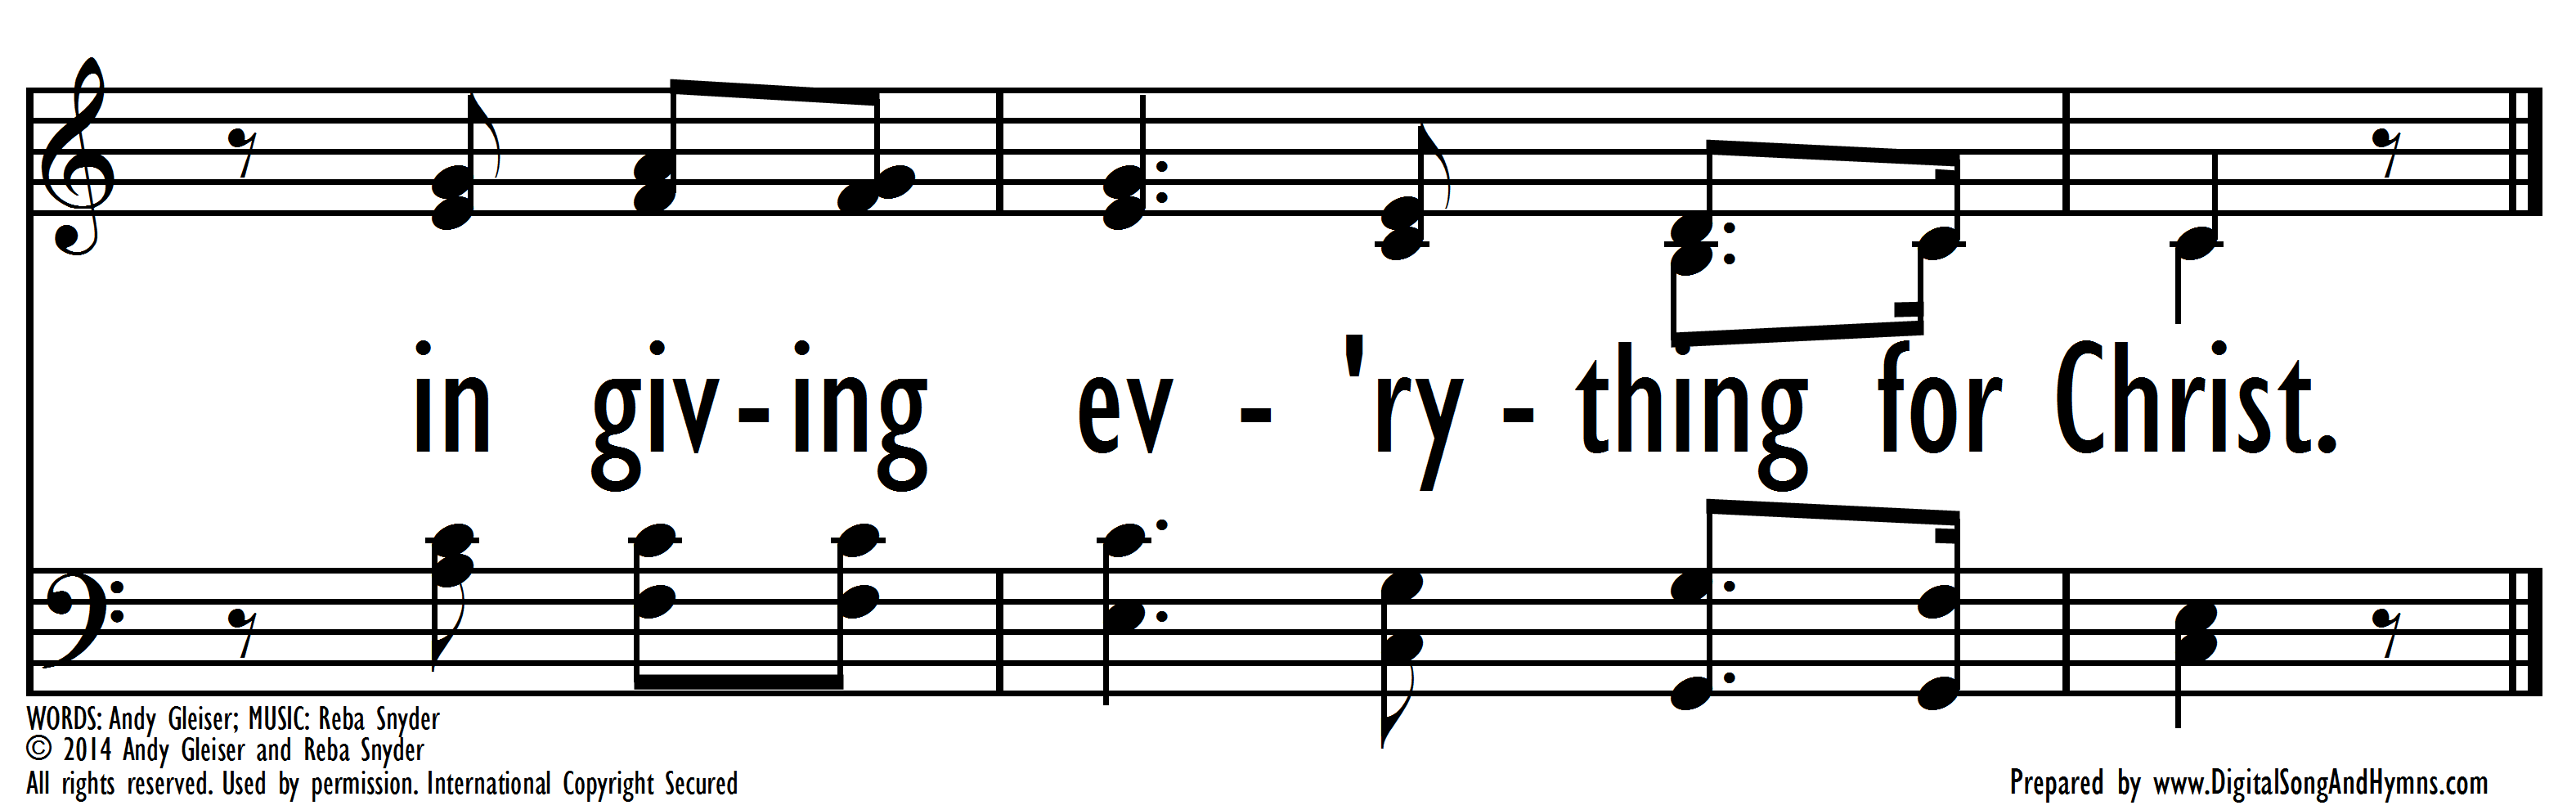 in giv - ing ev - 'ry - thing for Christ.
WORDS: Andy Gleiser; MUSIC: Reba Snyder
© 2014 Andy Gleiser and Reba Snyder
All rights reserved. Used by permission. International Copyright Secured
Prepared by www.DigitalSongAndHymns.com